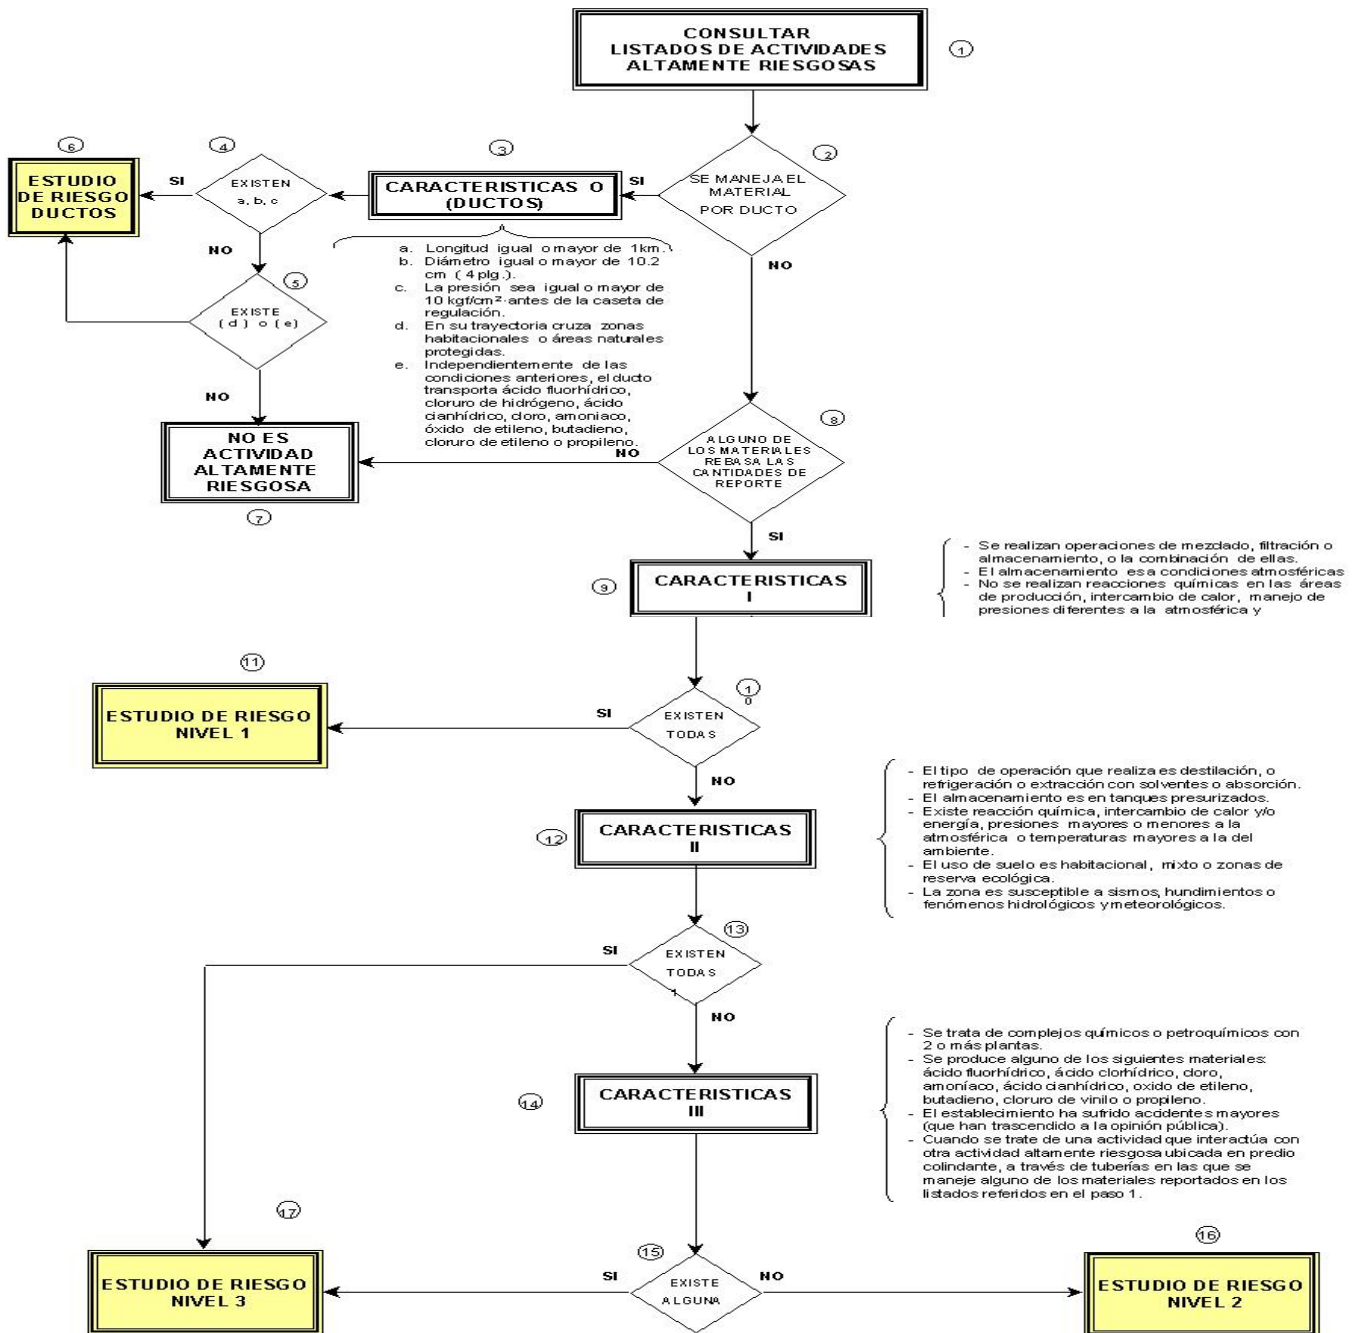 CONSULTAR
LISTADOS DE ACTIVIDADES
ALTAMENTE RIESGOSAS
1
6
4
3
2
ESTUDIO
DE RIESGO
DUCTOS
SI
EXISTEN
a, b, c
CARACTERISTICAS O
(DUCTOS)
SI
SE MANEJA EL
MATERIAL
POR DUCTO
NO
NO
a. Longitud igual o mayor de 1km.
b. Diámetro igual o mayor de 10.2
cm ( 4 plg.).
c. La presión sea igual o mayor de
10 kgf/cm² antes de la caseta de
regulación.
d. En su trayectoria cruza zonas
habitacionales o áreas naturales
protegidas.
e. Independientemente de las
condiciones anteriores, el ducto
transporta ácido fluorhídrico,
cloruro de hidrógeno, ácido
cianhídrico, cloro, amoniaco,
óxido de etileno, butadieno,
cloruro de etileno o propileno.
5
EXISTE
( d ) o ( e )
NO
NO ES
ACTIVIDAD
ALTAMENTE
RIESGOSA
7
8
ALGUNO DE
LOS MATERIALES
REBASA LAS
CANTIDADES DE
REPORTE
NO
SI
9
CARACTERISTICAS
I
- Se realizan operaciones de mezclado, filtración o
almacenamiento, o la combinación de ellas.
- El almacenamiento es a condiciones atmosféricas
- No se realizan reacciones químicas en las áreas
de producción, intercambio de calor, manejo de
presiones diferentes a la atmosférica y
11
10
ESTUDIO DE RIESGO
NIVEL 1
SI
EXISTEN
TODAS
NO
12
CARACTERISTICAS
II
- El tipo de operación que realiza es destilación, o
refrigeración o extracción con solventes o absorción.
- El almacenamiento es en tanques presurizados.
- Existe reacción química, intercambio de calor y/o
energía, presiones mayores o menores a la
atmosférica o temperaturas mayores a la del
ambiente.
- El uso de suelo es habitacional, mixto o zonas de
reserva ecológica.
- La zona es susceptible a sismos, hundimientos o
fenómenos hidrológicos y meteorológicos.
13
SI
EXISTEN
TODAS
1
NO
14
CARACTERISTICAS
III
- Se trata de complejos químicos o petroquímicos con
2 o más plantas.
- Se produce alguno de los siguientes materiales:
ácido fluorhídrico, ácido clorhídrico, cloro,
amoníaco, ácido cianhídrico, oxido de etileno,
butadieno, cloruro de vinilo o propileno.
- El establecimiento ha sufrido accidentes mayores
(que han trascendido a la opinión pública).
- Cuando se trate de una actividad que interactúa con
otra actividad altamente riesgosa ubicada en predio
colindante, a través de tuberías en las que se
maneje alguno de los materiales reportados en los
listados referidos en el paso 1.
17
15
16
ESTUDIO DE RIESGO
NIVEL 3
SI
EXISTE
ALGUNA
NO
ESTUDIO DE RIESGO
NIVEL 2